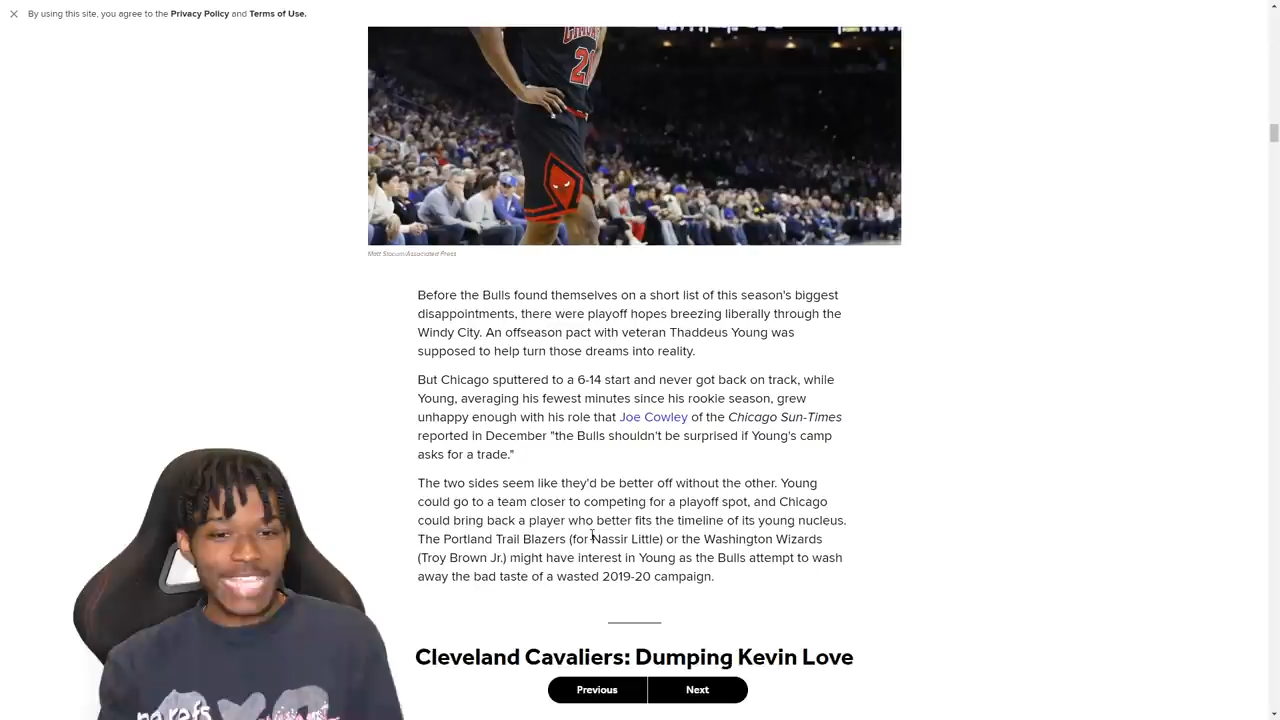 By using this site, you agree to the Privacy Policy and Terms of Use.
21
Matt Slocum/Associated Press
Before the Bulls found themselves on a short list of this season's biggest
disappointments, there were playoff hopes breezing liberally through the
Windy City. An offseason pact with veteran Thaddeus Young was
supposed to help turn those dreams into reality.
But Chicago sputtered to a 6-14 start and never got back on track, while
Young, averaging his fewest minutes since his rookie season, grew
unhappy enough with his role that Joe Cowley of the Chicago Sun-Times
reported in December "the Bulls shouldn't be surprised if Young's camp
asks for a trade."
The two sides seem like they'd be better off without the other. Young
could go to a team closer to competing for a playoff spot, and Chicago
could bring back a player who better fits the timeline of its young nucleus.
The Portland Trail Blazers (for Nassir Little) or the Washington Wizards
(Troy Brown Jr.) might have interest in Young as the Bulls attempt to wash
away the bad taste of a wasted 2019-20 campaign.
Cleveland Cavaliers: Dumping Kevin Love
Previous
Next
no refs